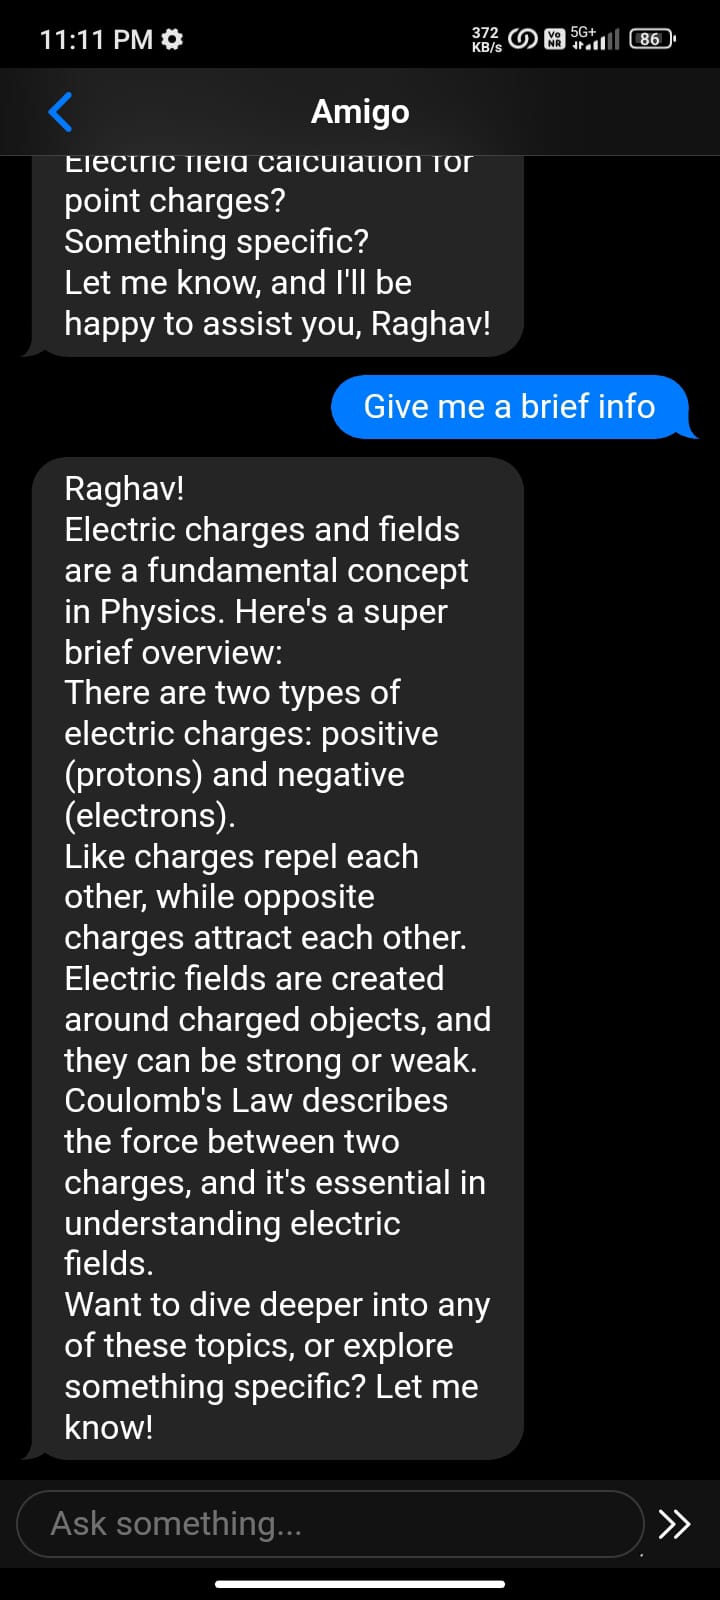 11:11 PM
372
KB/s
Vo
NR
5G+
86
Amigo
Electric field calculation for
point charges?
Something specific?
Let me know, and I'll be
happy to assist you, Raghav!
Give me a brief info
Raghav!
Electric charges and fields
are a fundamental concept
in Physics. Here's a super
brief overview:
There are two types of
electric charges: positive
(protons) and negative
(electrons).
Like charges repel each
other, while opposite
charges attract each other.
Electric fields are created
around charged objects, and
they can be strong or weak.
Coulomb's Law describes
the force between two
charges, and it's essential in
understanding electric
fields.
Want to dive deeper into any
of these topics, or explore
something specific? Let me
know!
Ask something...